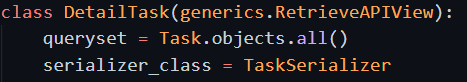 class DetailTask(generics.RetrieveAPIView):
    queryset = Task.objects.all()
    serializer_class = TaskSerializer